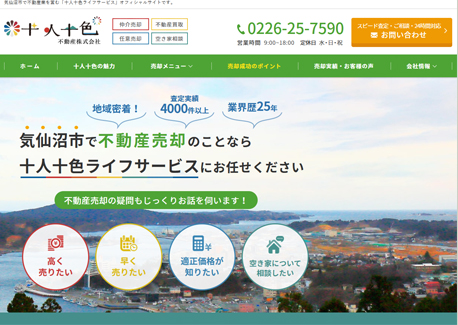 気仙沼市で不動産売却を営む「十人十色ライフサービス」オフィシャルサイトです。
十人十色
不動産株式会社
仲介売却
不動産買取
任意売却
空き家相談
0226-25-7590
営業時間 9:00~18:00 定休日 水・日・祝
スピード査定・ご相談・24時間対応
お問い合わせ
ホーム
十人十色の魅力
売却メニュー
売却成功のポイント
売却実績・お客様の声
会社情報
地域密着！
査定実績
4000件以上
業界歴25年
気仙沼市で不動産売却のことなら
十人十色ライフサービスにお任せください
不動産売却の疑問もじっくりお話を伺います！
高く
売りたい
早く
売りたい
適正価格が
知りたい
空き家について
相談したい